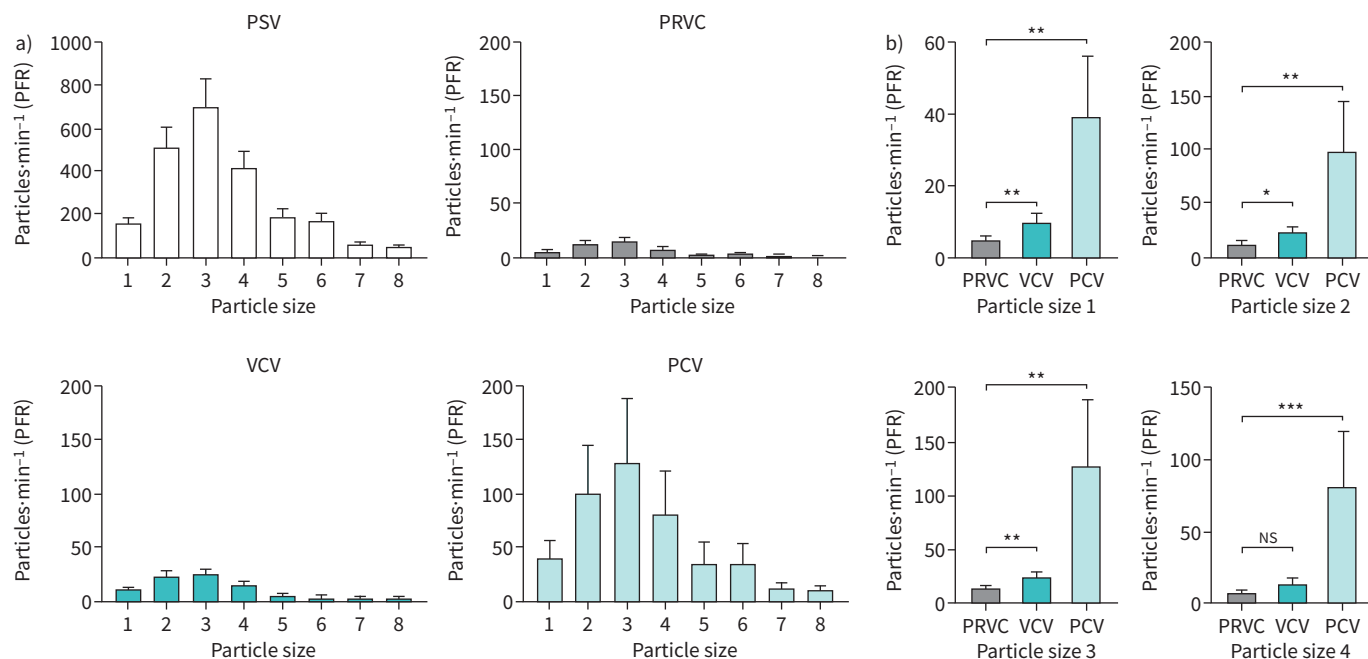 a)
PSV
Particles·min⁻¹ (PFR)
1000
800
600
400
200
0
1 2 3 4 5 6 7 8
Particle size
PRVC
Particles·min⁻¹ (PFR)
200
150
100
50
0
1 2 3 4 5 6 7 8
Particle size
VCV
Particles·min⁻¹ (PFR)
200
150
100
50
0
1 2 3 4 5 6 7 8
Particle size
PCV
Particles·min⁻¹ (PFR)
200
150
100
50
0
1 2 3 4 5 6 7 8
Particle size
b)
Particles·min⁻¹ (PFR)
60
40
20
0
**
**
PRVC VCV PCV
Particle size 1
Particles·min⁻¹ (PFR)
200
150
100
50
0
**
*
PRVC VCV PCV
Particle size 2
Particles·min⁻¹ (PFR)
200
150
100
50
0
**
**
PRVC VCV PCV
Particle size 3
Particles·min⁻¹ (PFR)
150
100
50
0
***
NS
PRVC VCV PCV
Particle size 4